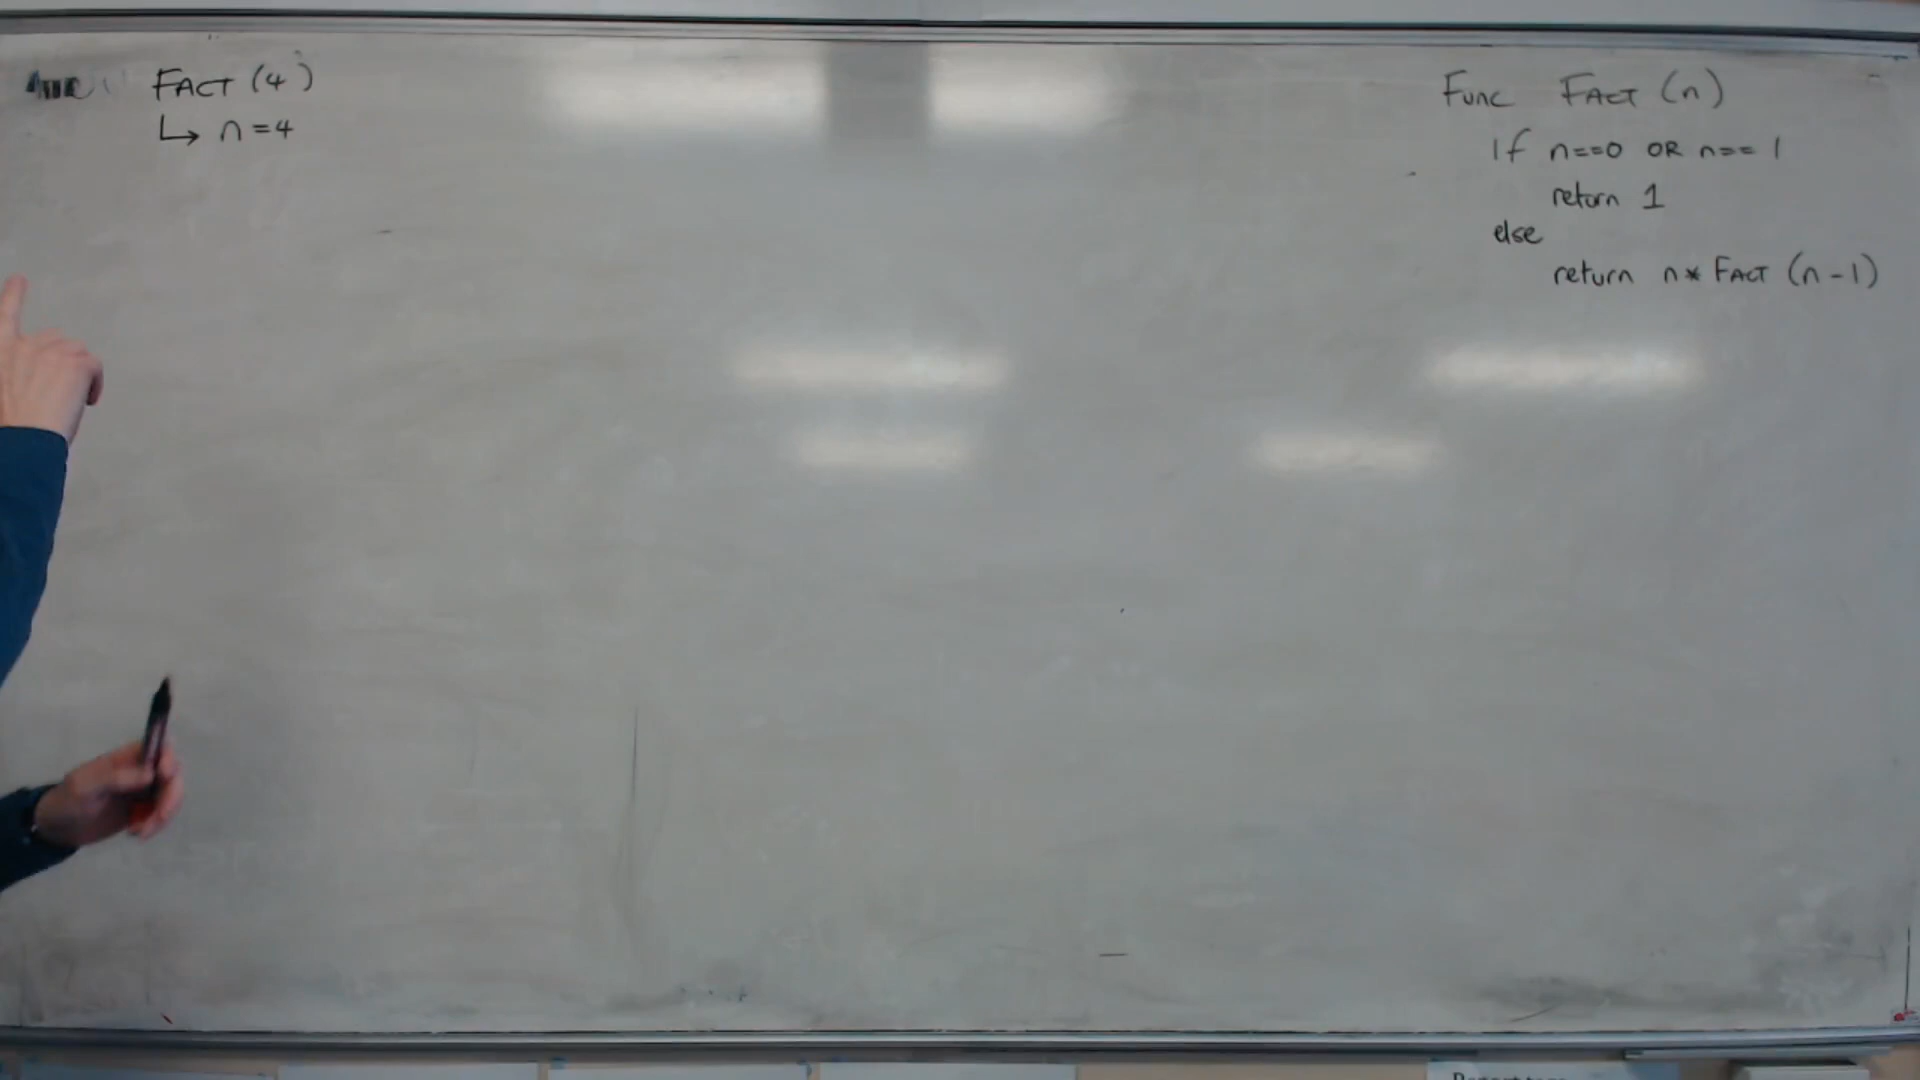 FACT (4)
↳ n=4
Func FACT (n)
If n==0 OR n==1
return 1
else
return n* FACT (n-1)